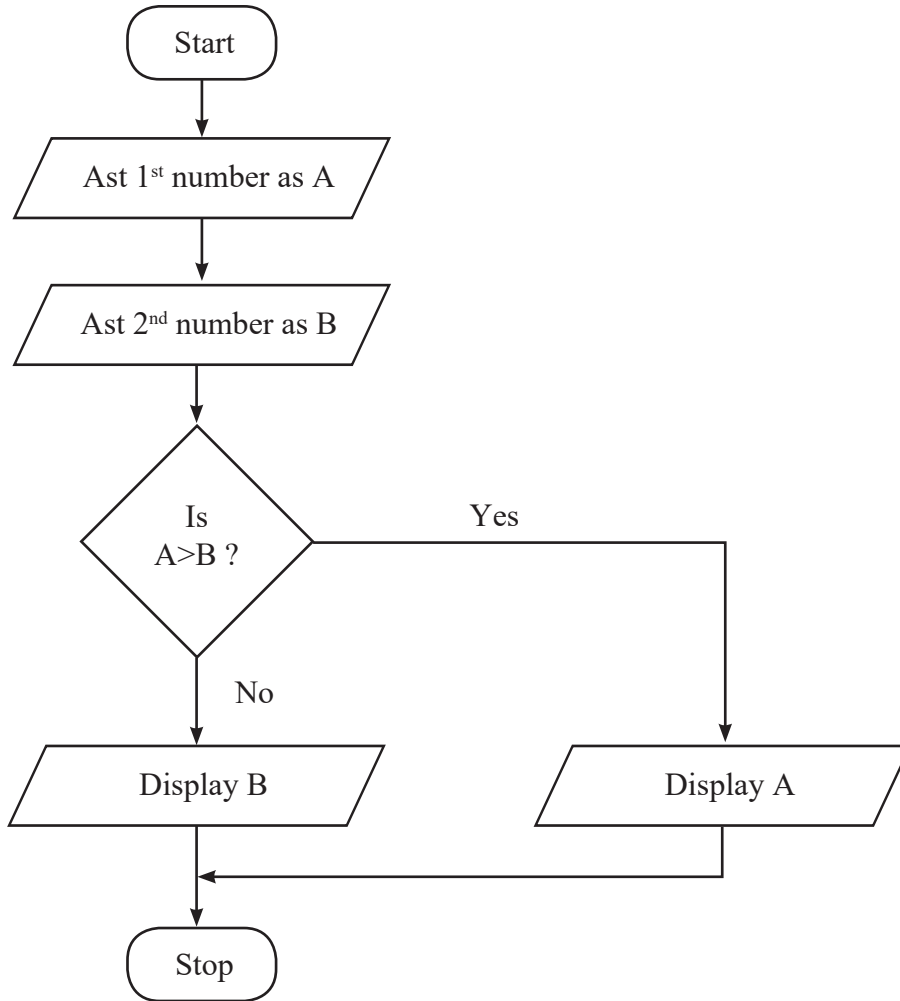 Start
Ast 1st number as A
Ast 2nd number as B
Is
A>B ?
Yes
No
Display B
Display A
Stop